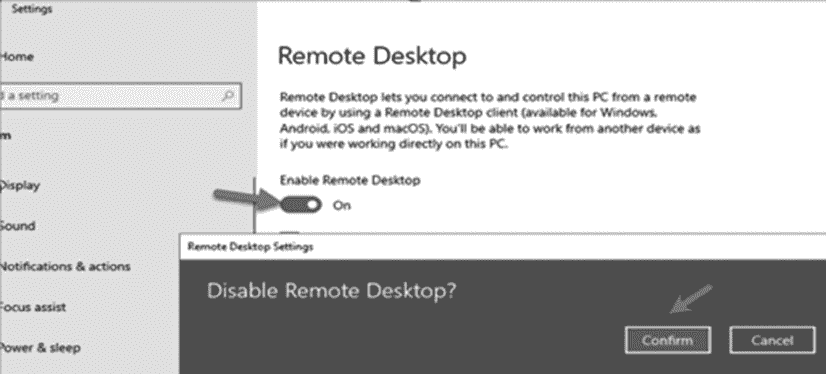 Settings
Home
d a setting
m
Display
Sound
Notifications & actions
Focus assist
Power & sleep
Remote Desktop
Remote Desktop lets you connect to and control this PC from a remote
device by using a Remote Desktop client (available for Windows,
Android, iOS and macOS). You'll be able to work from another device as
if you were working directly on this PC.
Enable Remote Desktop
On
Remote Desktop Settings
Disable Remote Desktop?
Confirm
Cancel